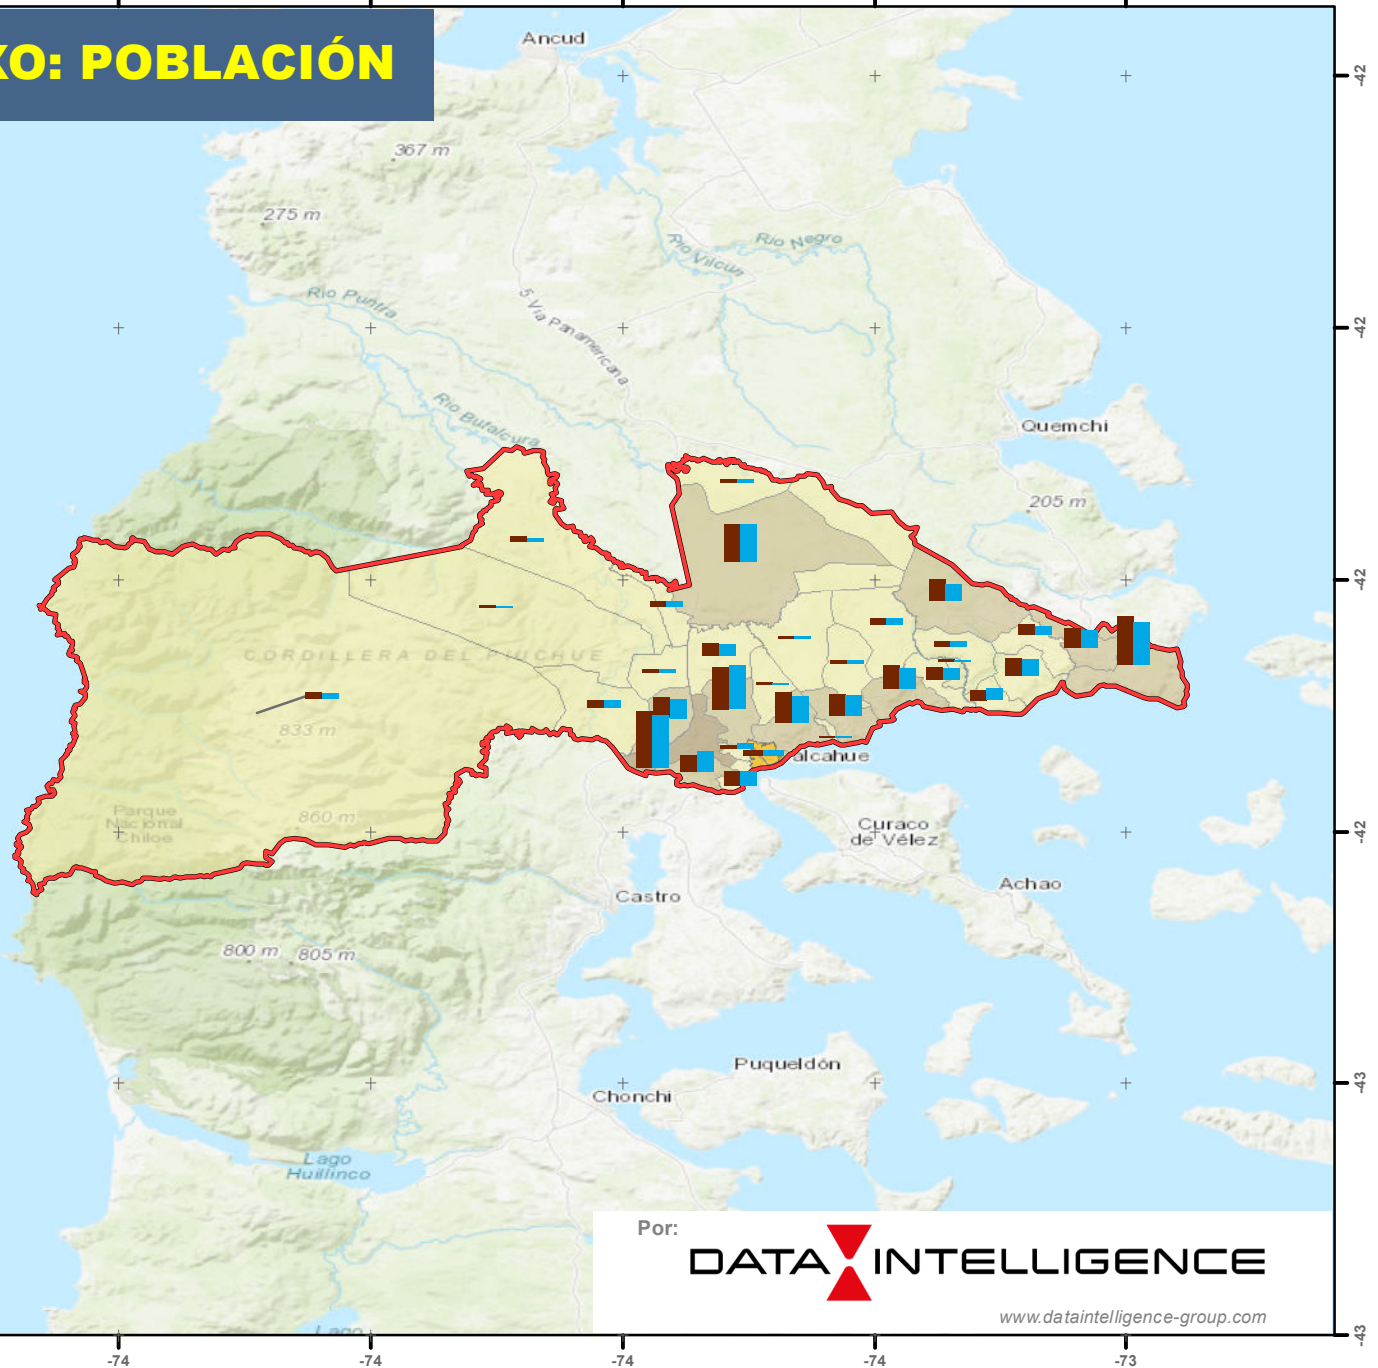 XO: POBLACIÓN
Ancud
367 m
275 m
Rio Negro
Rio Vilcun
Rio Puntra
5 Vía Panamericana
Rio Butalcura
Quemchi
205 m
CORDILLERA DEL PIUCHUE
833 m
alcahue
860 m
Parque
Nacional
Chiloe
Curaco
de Vélez
Achao
Castro
800 m
805 m
Puqueldón
Chonchi
Lago
Huillinco
Por:
DATA INTELLIGENCE
www.dataintelligence-group.com
Lago
-42
-42
-42
-42
-43
-43
-74
-74
-74
-74
-73